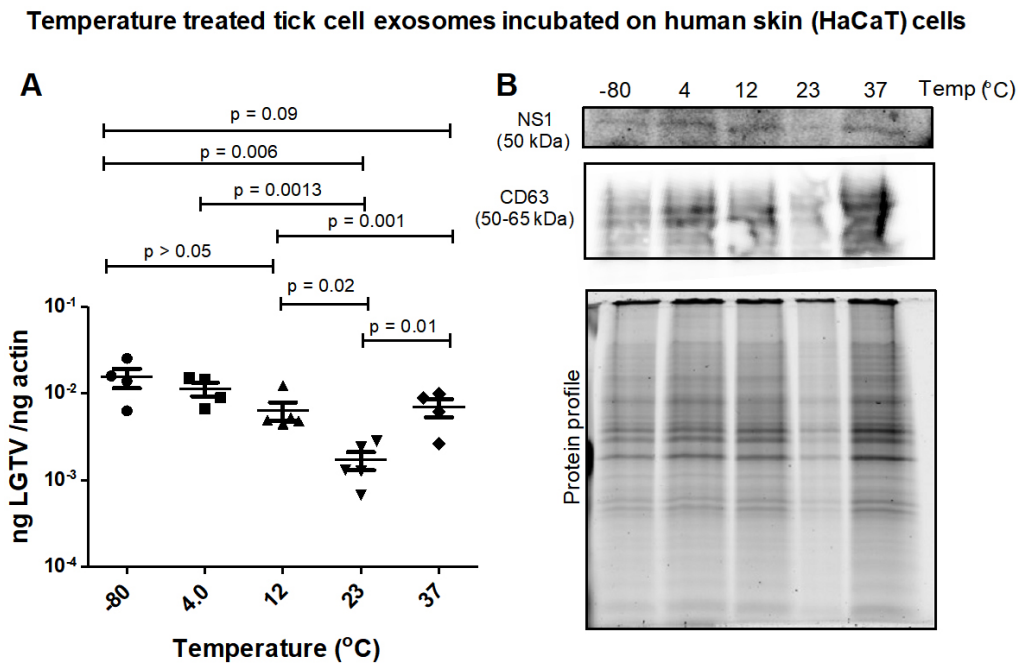 Temperature treated tick cell exosomes incubated on human skin (HaCaT) cells
A
p = 0.09
p = 0.006
p = 0.0013
p = 0.001
p > 0.05
p = 0.02
p = 0.01
10⁻¹
10⁻²
10⁻³
10⁻⁴
ng LGTV /ng actin
-80
4.0
12
23
37
Temperature (°C)
B
-80 4 12 23 37 Temp (°C)
NS1
(50 kDa)
CD63
(50-65 kDa)
Protein profile